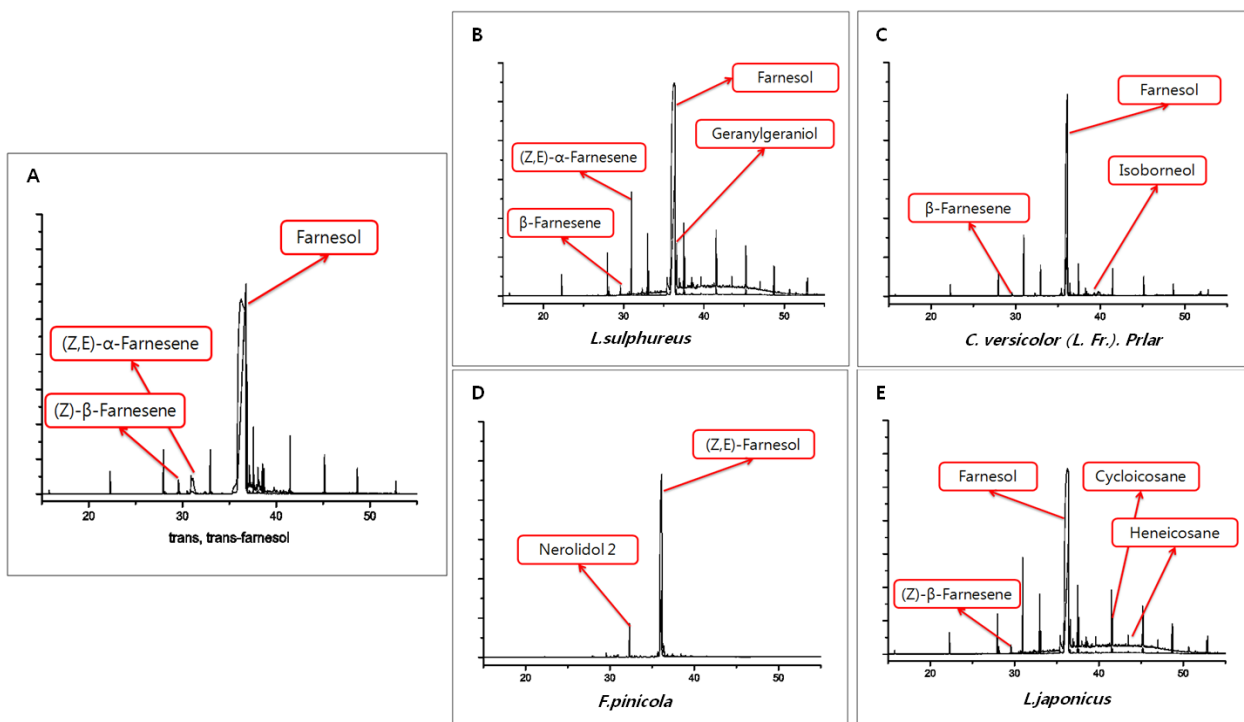 A
Farnesol
(Z,E)-α-Farnesene
(Z)-β-Farnesene
20 30 40 50
trans, trans-farnesol
B
Farnesol
Geranylgeraniol
(Z,E)-α-Farnesene
β-Farnesene
20 30 40 50
L.sulphureus
C
Farnesol
Isoborneol
β-Farnesene
20 30 40 50
C. versicolor (L. Fr.). Prlar
D
(Z,E)-Farnesol
Nerolidol 2
20 30 40 50
F.pinicola
E
Farnesol
Cycloicosane
Heneicosane
(Z)-β-Farnesene
20 30 40 50
L.japonicus